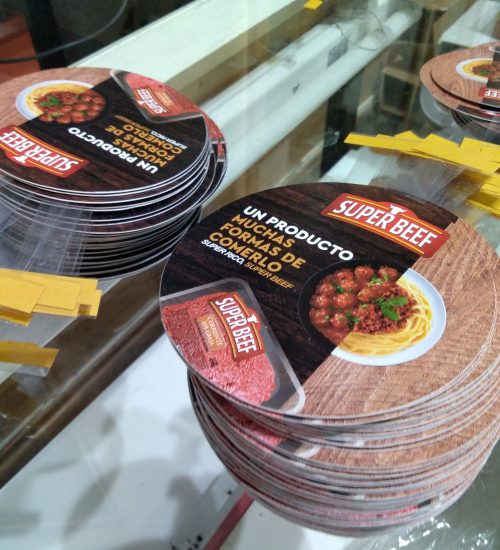 SUPER BEEF
UN PRODUCTO
MUCHAS
FORMAS DE
COMERLO
SUPER RICO, SUPER BEEF
SUPER BEEF
SUPER BEEF
UN PRODUCTO
MUCHAS
FORMAS DE
COMERLO
SUPER BEEF